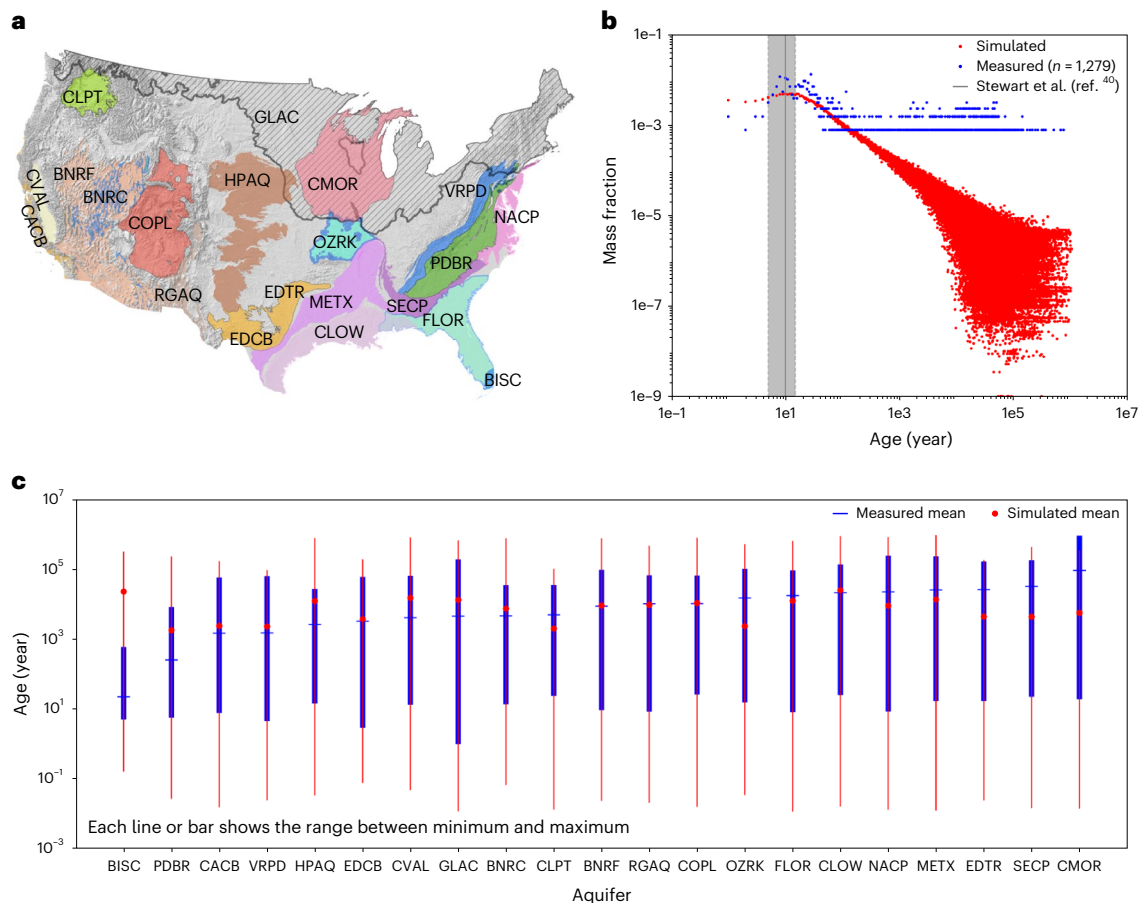 a
CLPT
GLAC
BNRF
BNRC
CVAL
CACB
COPL
HPAQ
CMOR
VRPD
NACP
OZRK
PDBR
RGAQ
EDTR
METX
SECP
FLOR
EDCB
CLOW
BISC
b
1e–1
1e–3
1e–5
1e–7
1e–9
Mass fraction
Simulated
Measured (n = 1,279)
Stewart et al. (ref. 40)
1e–1 1e1 1e3 1e5 1e7
Age (year)
c
10^7
10^5
10^3
10^1
10^–1
10^–3
Age (year)
Measured mean Simulated mean
Each line or bar shows the range between minimum and maximum
BISC PDBR CACB VRPD HPAQ EDCB CVAL GLAC BNRC CLPT BNRF RGAQ COPL OZRK FLOR CLOW NACP METX EDTR SECP CMOR
Aquifer